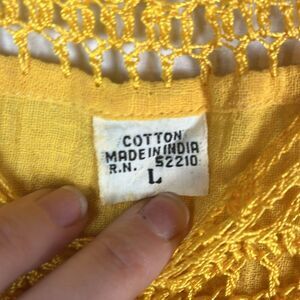 COTTON
MADE IN INDIA
R.N. 52210
L